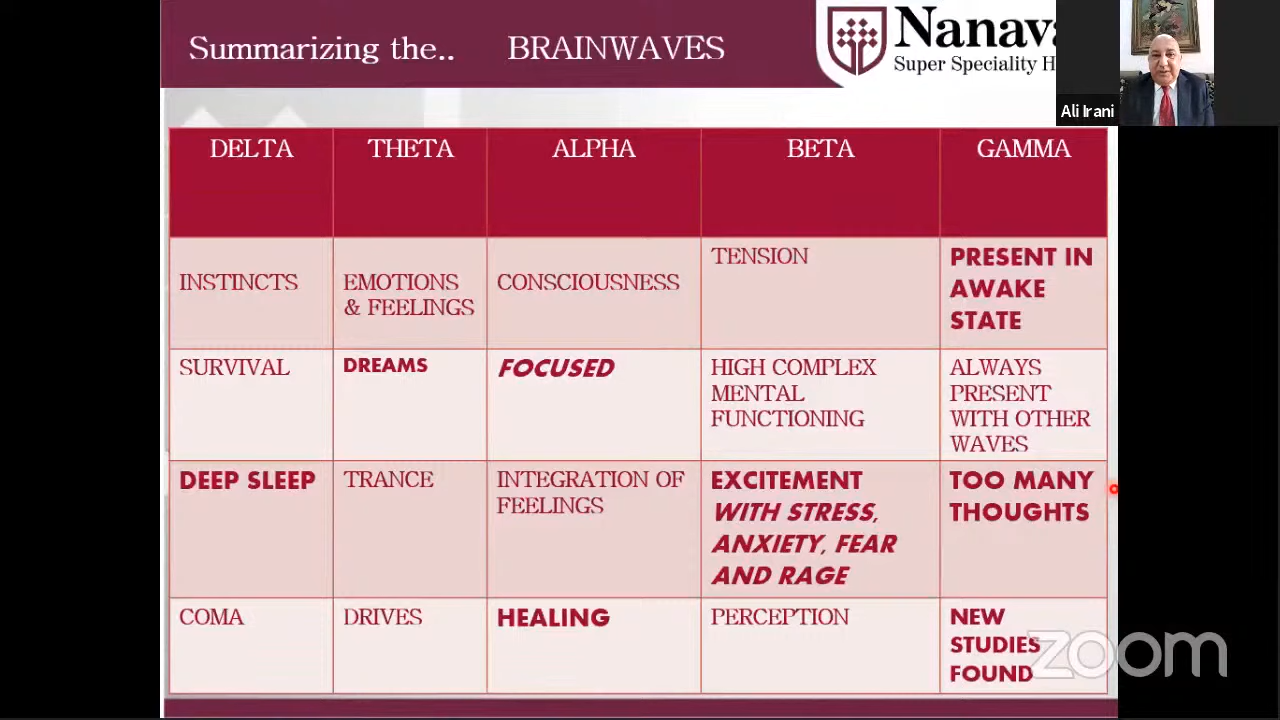 Summarizing the.. BRAINWAVES
Super Speciality
Ali Irani
DELTA THETA ALPHA BETA GAMMA
INSTINCTS
EMOTIONS
& FEELINGS
CONSCIOUSNESS
TENSION
PRESENT IN
AWAKE
STATE
SURVIVAL
DREAMS
FOCUSED
HIGH COMPLEX
MENTAL
FUNCTIONING
ALWAYS
PRESENT
WITH OTHER
WAVES
DEEP SLEEP
TRANCE
INTEGRATION OF
FEELINGS
EXCITEMENT
WITH STRESS,
ANXIETY, FEAR
AND RAGE
TOO MANY
THOUGHTS
COMA
DRIVES
HEALING
PERCEPTION
NEW
STUDIES
FOUND
zoom